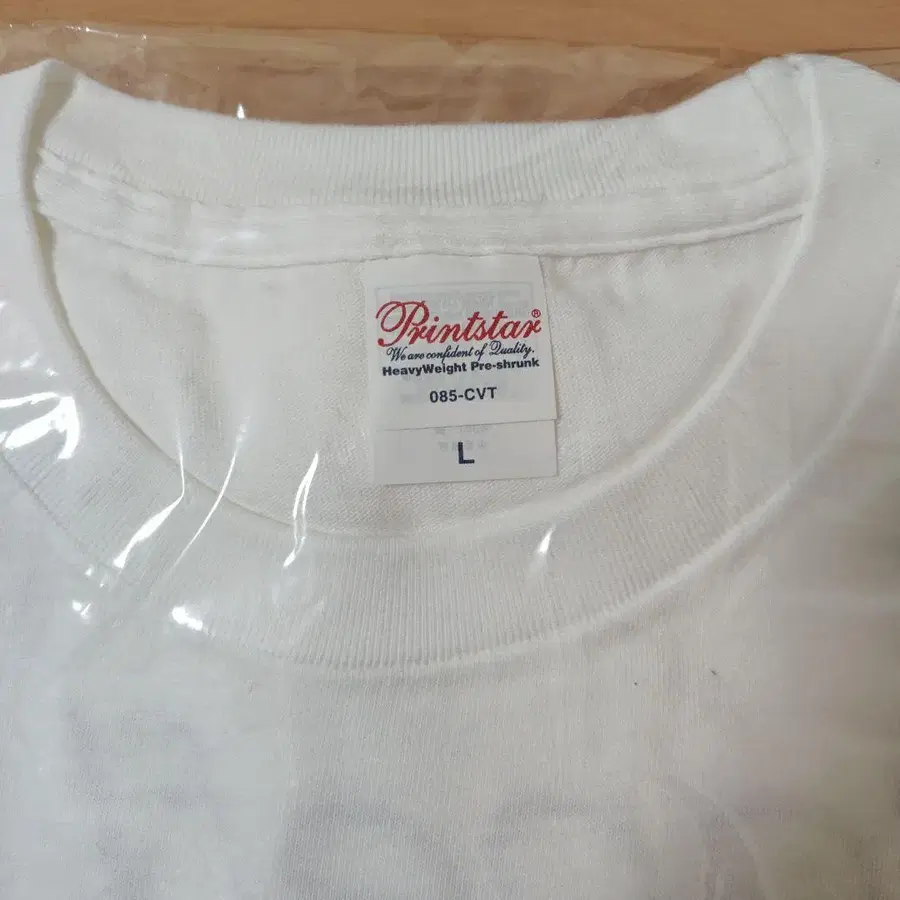 Printstar®
We are confident of Quality.
HeavyWeight Pre-shrunk
085-CVT
L